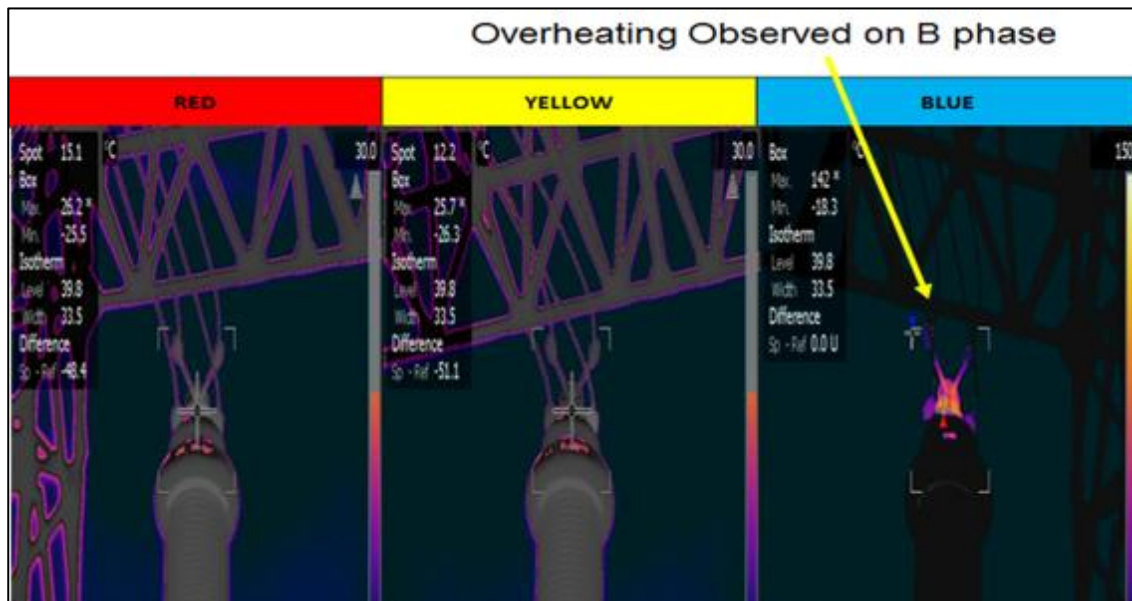 Overheating Observed on B phase
RED
YELLOW
BLUE
Spot 15.1 °C 30.0
Box
Max. 26.2 *
Min. -25.5
Isotherm
Level 39.8
Width 33.5
Difference
Sp - Ref -48.4
Spot 12.2 °C 30.0
Box
Max. 25.7 *
Min. -26.3
Isotherm
Level 39.8
Width 33.5
Difference
Sp - Ref -51.1
Box °C 150
Max. 142 *
Min. -18.3
Isotherm
Level 39.8
Width 33.5
Difference
Sp - Ref 0.0 U